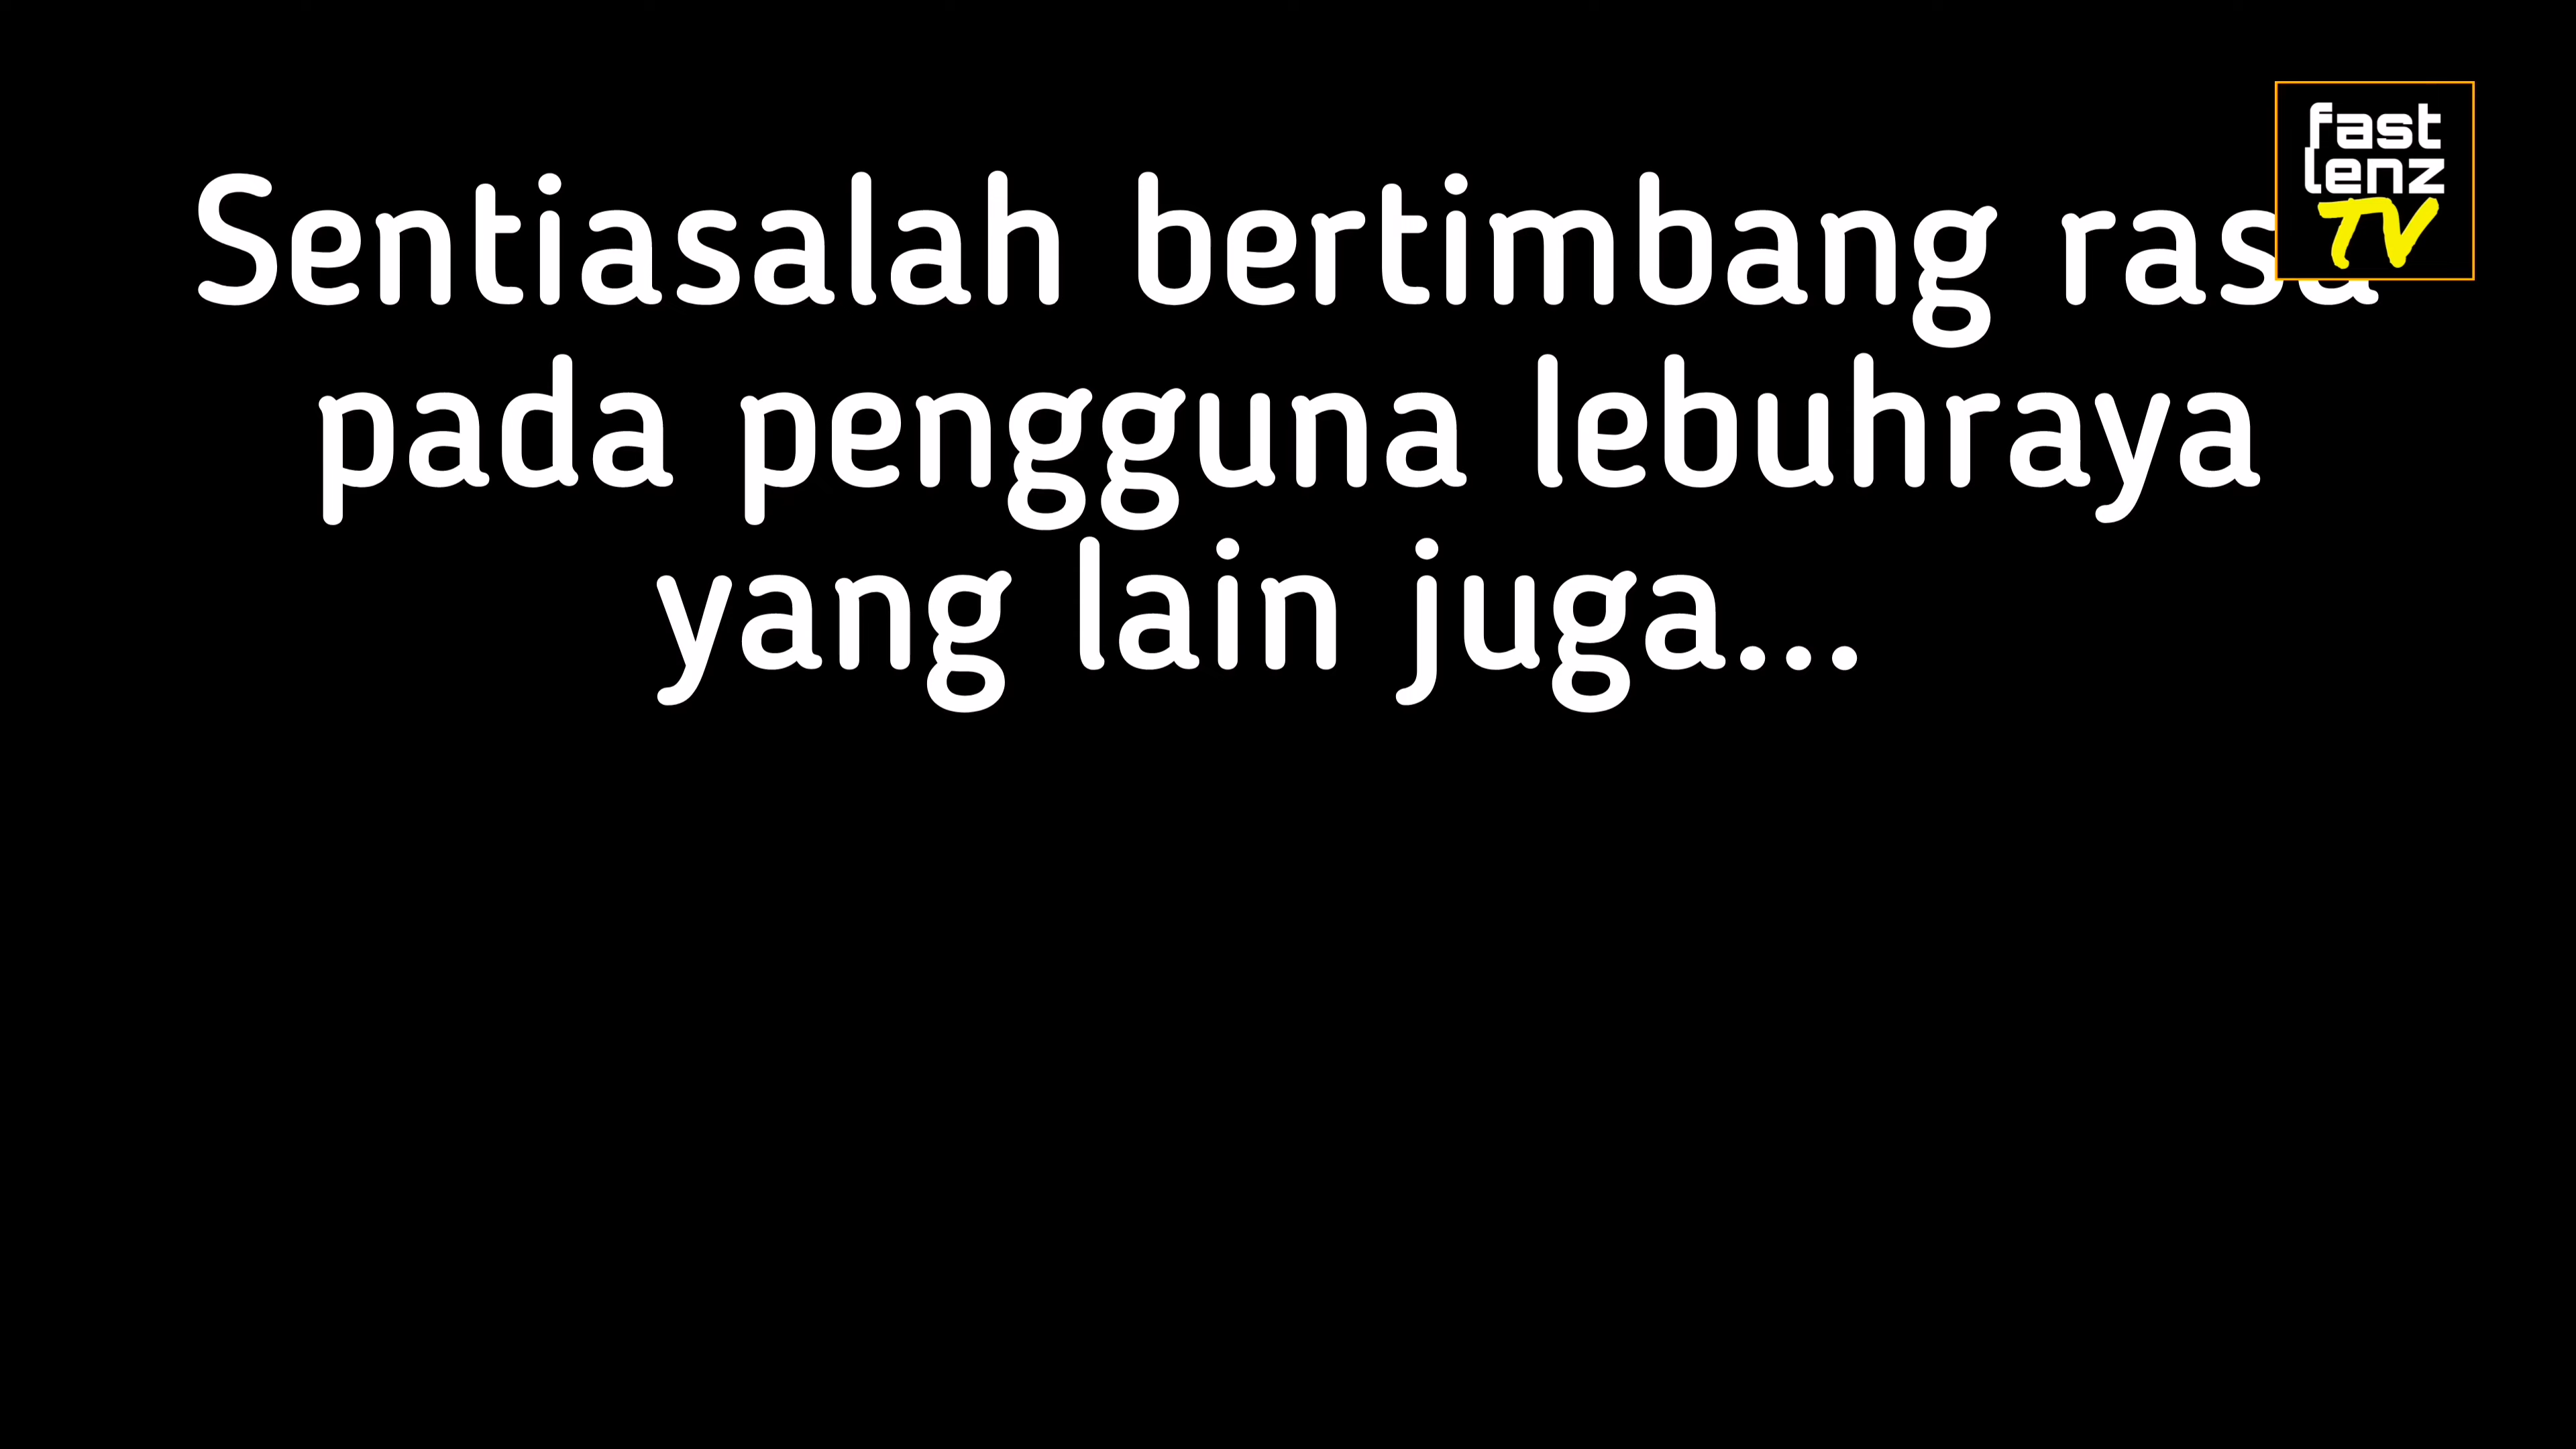 Sentiasalah bertimbang rasa
pada pengguna lebuhraya
yang lain juga...
fast
lenz
TV